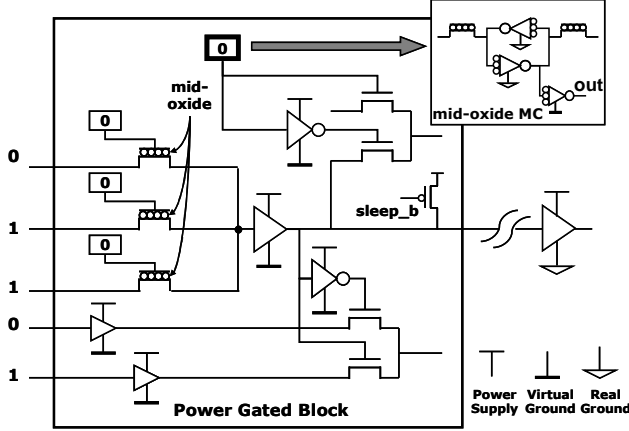 0
out
mid-oxide MC
mid-
oxide
0
0
0
1
sleep_b
0
1
0
1
Power Gated Block
Power
Supply
Virtual
Ground
Real
Ground